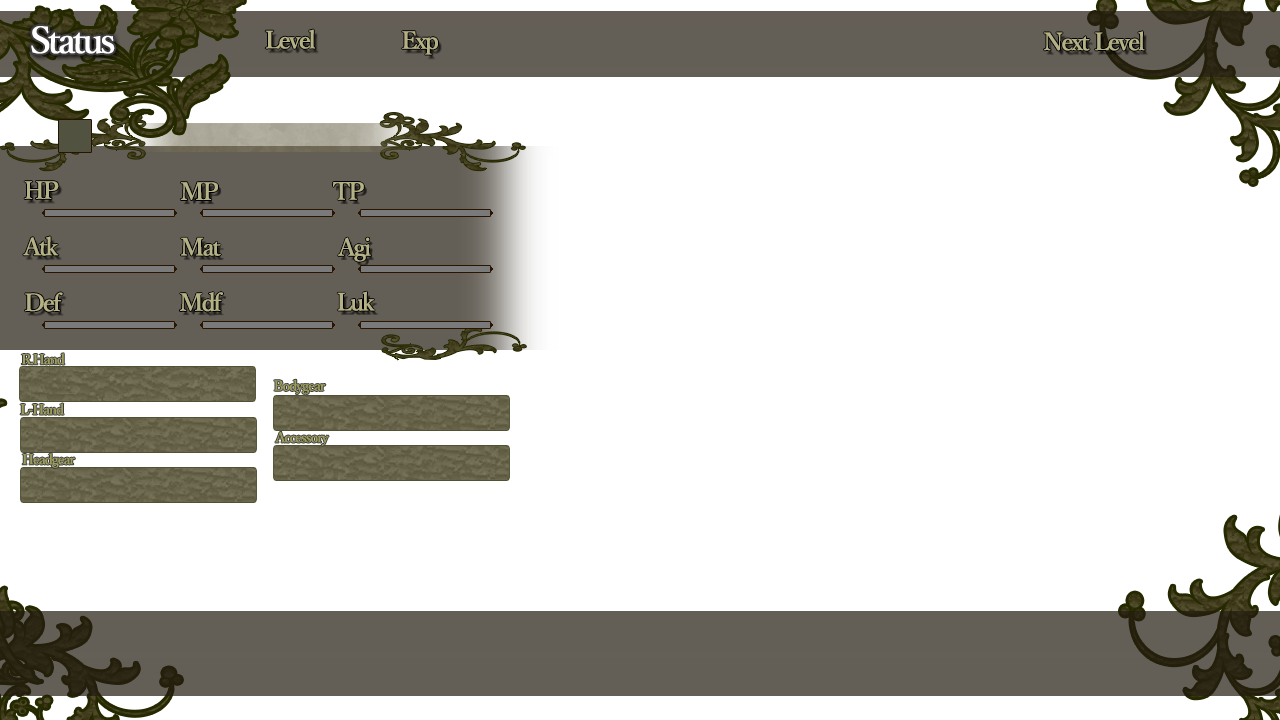 Status Level Exp Next Level
HP MP TP
Atk Mat Agi
Def Mdf Luk
R.Hand
Bodygear
L-Hand
Accessory
Headgear